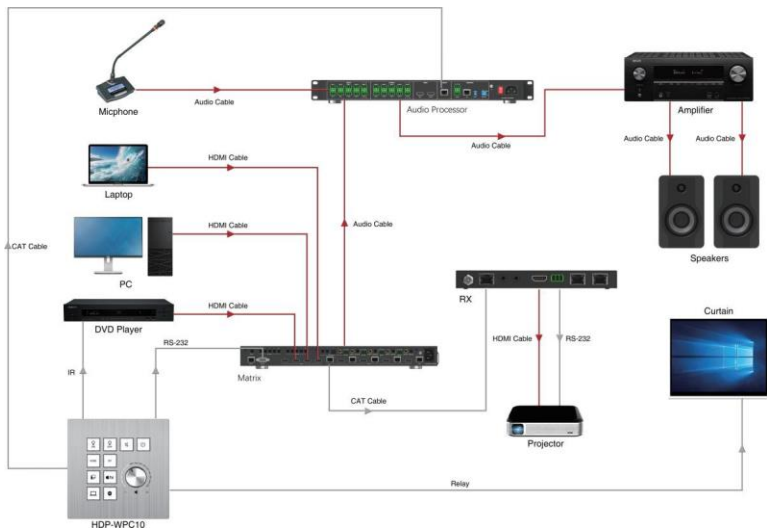 Micphone
Audio Cable
Audio Processor
Amplifier
Audio Cable
Audio Cable
Audio Cable
HDMI Cable
Laptop
Audio Cable
HDMI Cable
CAT Cable
PC
Speakers
RX
HDMI Cable
DVD Player
Curtain
RS-232
HDMI Cable
RS-232
IR
Matrix
CAT Cable
Projector
Relay
HDP-WPC10